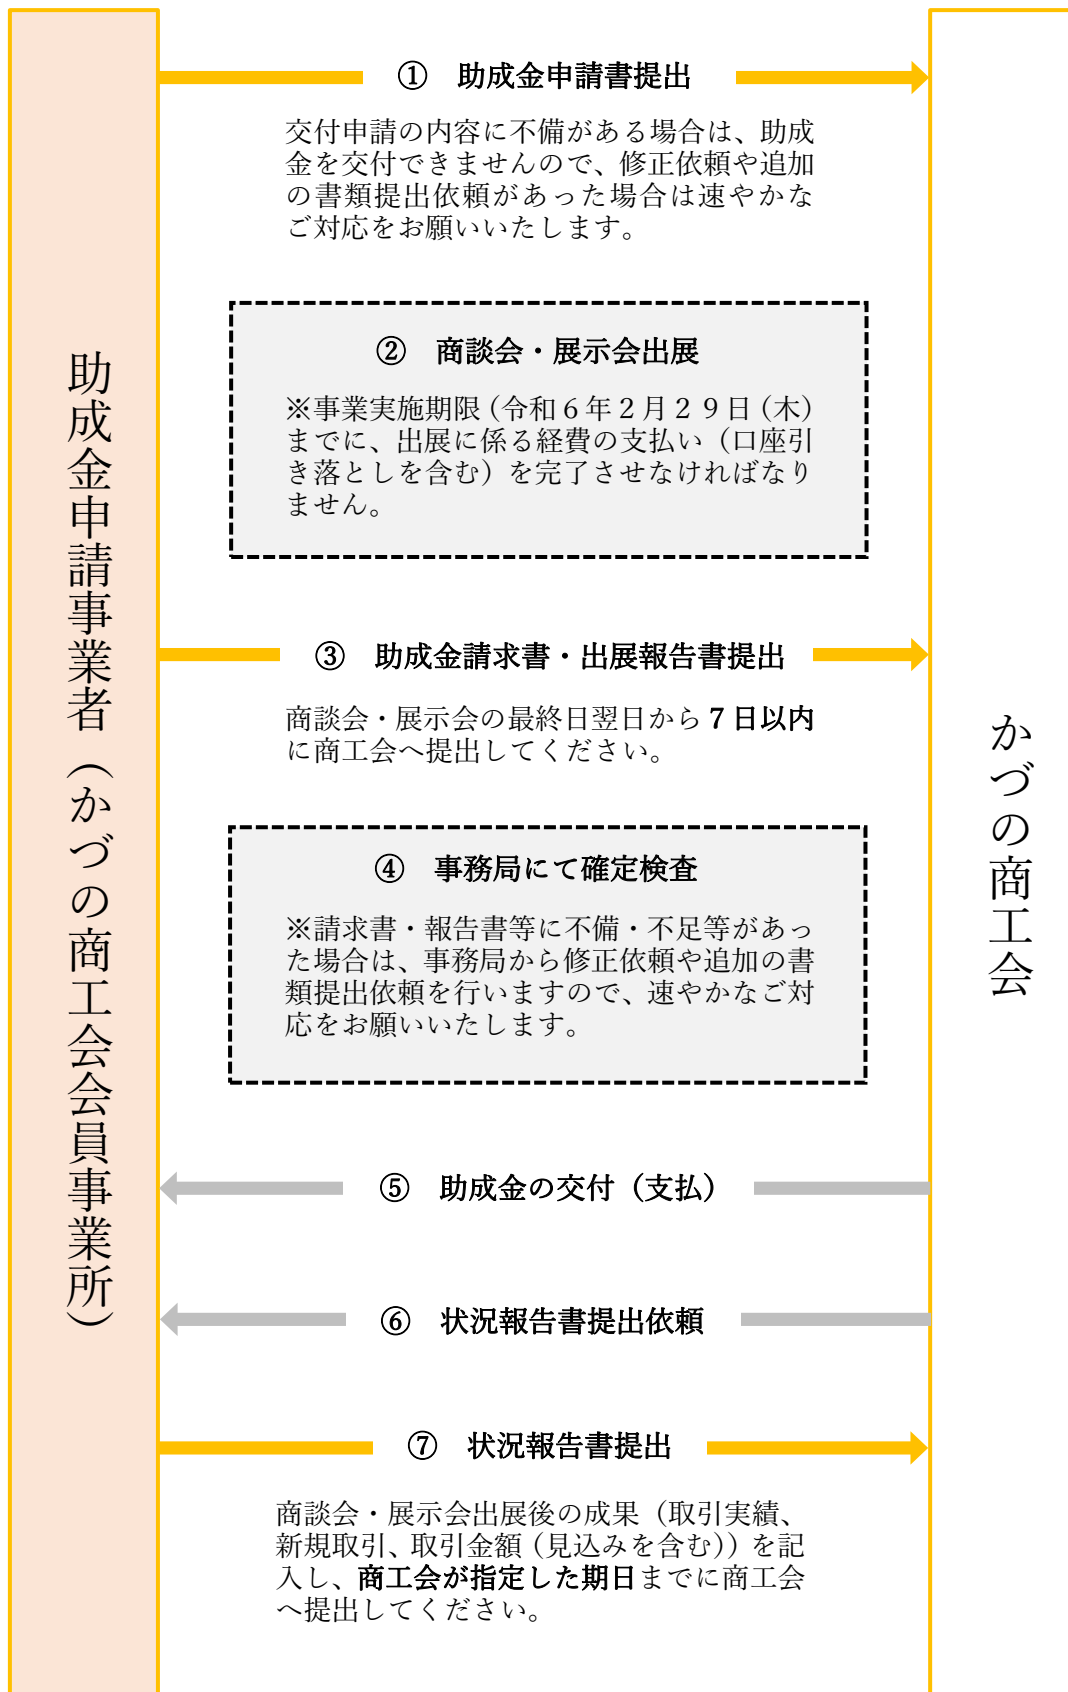 助成金申請事業者（かづの商工会会員事業所）
① 助成金申請書提出
交付申請の内容に不備がある場合は、助成
金を交付できませんので、修正依頼や追加
の書類提出依頼があった場合は速やかな
ご対応をお願いいたします。
② 商談会・展示会出展
※事業実施期限（令和６年２月２９日（木）
までに、出展に係る経費の支払い（口座引
き落としを含む）を完了させなければなり
ません。
③ 助成金請求書・出展報告書提出
商談会・展示会の最終日翌日から７日以内
に商工会へ提出してください。
④ 事務局にて確定検査
※請求書・報告書等に不備・不足等があっ
た場合は、事務局から修正依頼や追加の書
類提出依頼を行いますので、速やかなご対
応をお願いいたします。
⑤ 助成金の交付（支払）
⑥ 状況報告書提出依頼
⑦ 状況報告書提出
商談会・展示会出展後の成果（取引実績、
新規取引、取引金額（見込みを含む））を記
入し、商工会が指定した期日までに商工会
へ提出してください。
かづの商工会